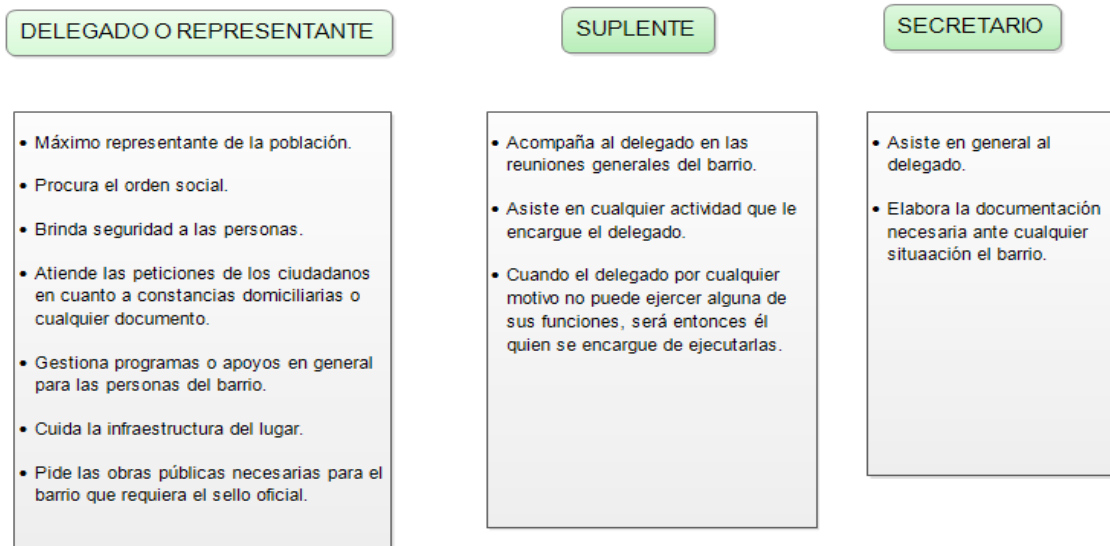 DELEGADO O REPRESENTANTE
• Máximo representante de la población.
• Procura el orden social.
• Brinda seguridad a las personas.
• Atiende las peticiones de los ciudadanos
en cuanto a constancias domiciliarias o
cualquier documento.
• Gestiona programas o apoyos en general
para las personas del barrio.
• Cuida la infraestructura del lugar.
• Pide las obras públicas necesarias para el
barrio que requiera el sello oficial.
SUPLENTE
• Acompaña al delegado en las
reuniones generales del barrio.
• Asiste en cualquier actividad que le
encargue el delegado.
• Cuando el delegado por cualquier
motivo no puede ejercer alguna de
sus funciones, será entonces él
quien se encargue de ejecutarlas.
SECRETARIO
• Asiste en general al
delegado.
• Elabora la documentación
necesaria ante cualquier
situaación el barrio.